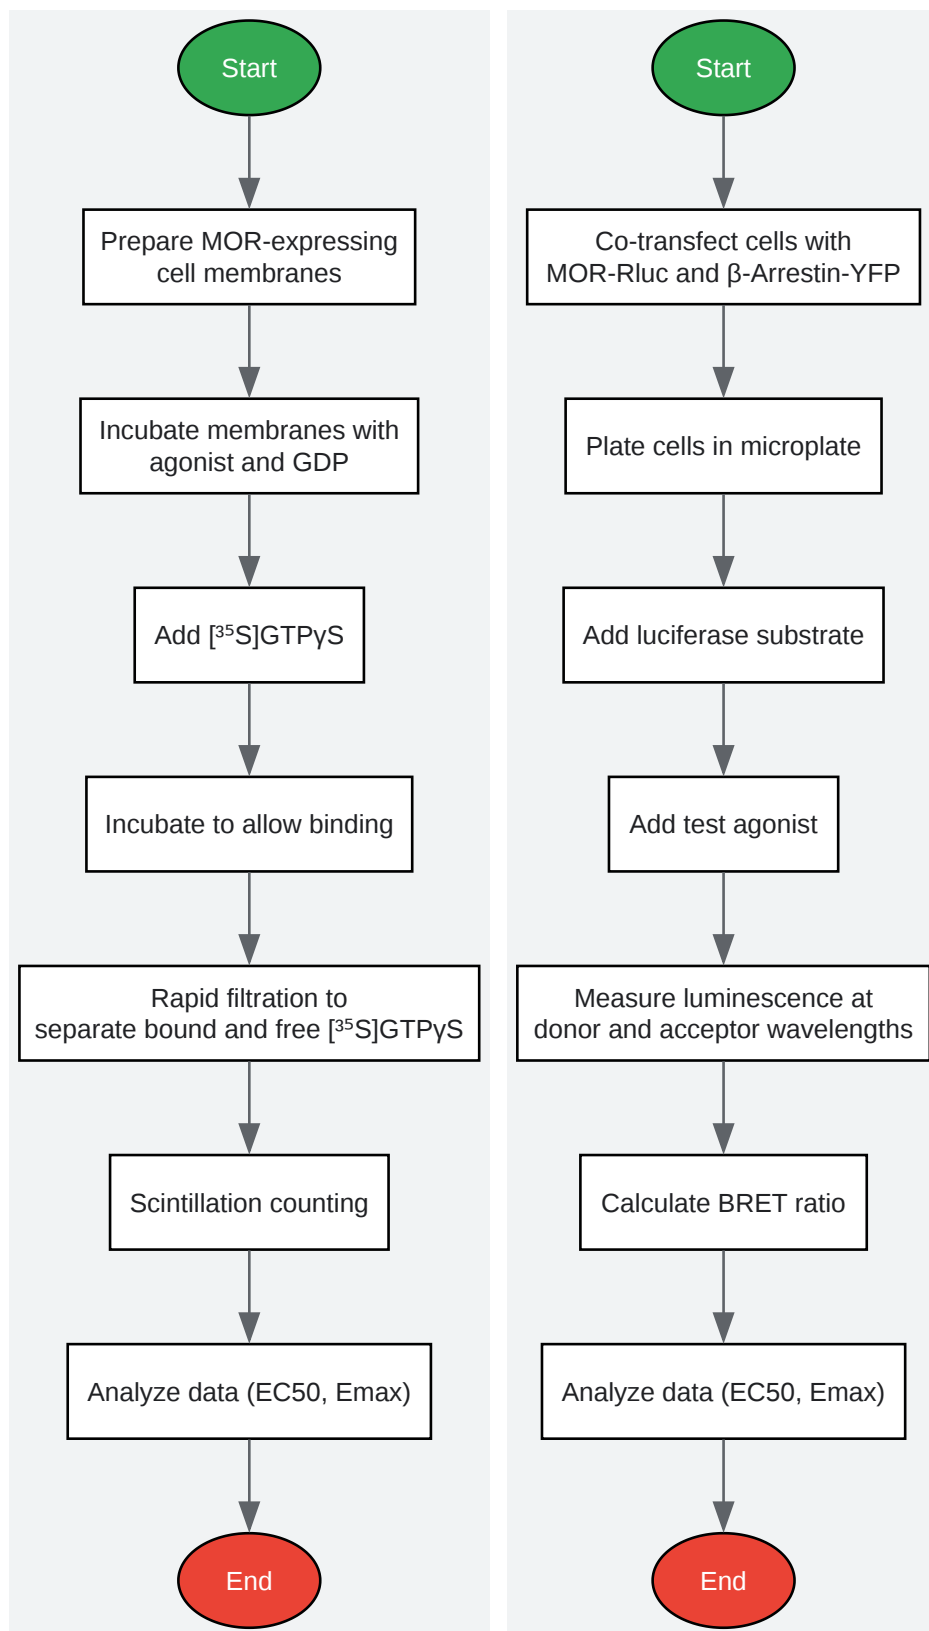 Start
Prepare MOR-expressing
cell membranes
Incubate membranes with
agonist and GDP
Add [³⁵S]GTPγS
Incubate to allow binding
Rapid filtration to
separate bound and free [³⁵S]GTPγS
Scintillation counting
Analyze data (EC50, Emax)
End
Start
Co-transfect cells with
MOR-Rluc and β-Arrestin-YFP
Plate cells in microplate
Add luciferase substrate
Add test agonist
Measure luminescence at
donor and acceptor wavelengths
Calculate BRET ratio
Analyze data (EC50, Emax)
End